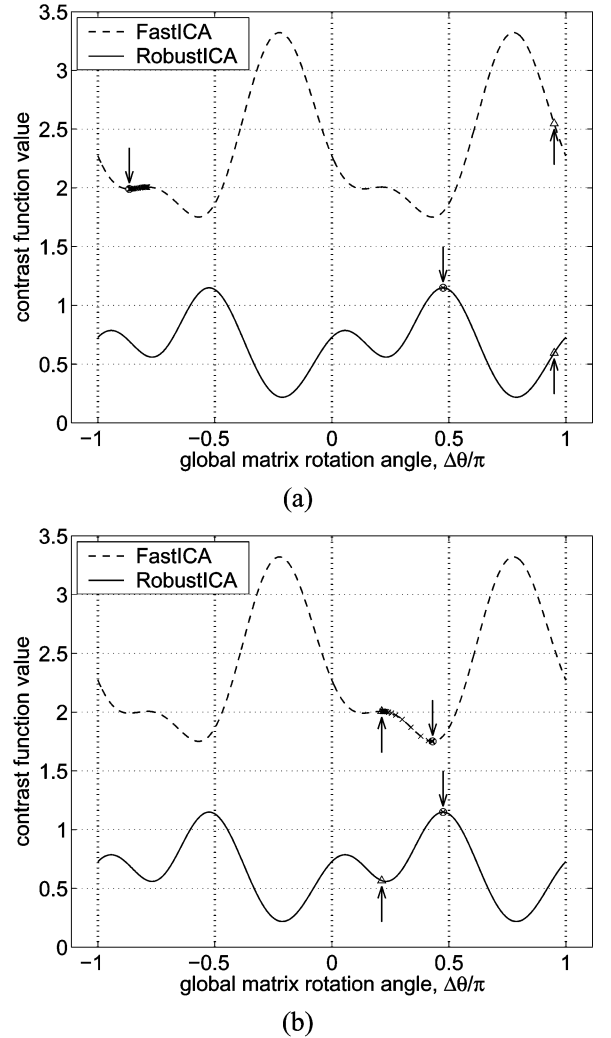 3.5
FastICA
RobustICA
3
2.5
2
1.5
1
0.5
0
contrast function value
−1
−0.5
0
0.5
1
global matrix rotation angle, Δθ/π
(a)
3.5
FastICA
RobustICA
3
2.5
2
1.5
1
0.5
0
contrast function value
−1
−0.5
0
0.5
1
global matrix rotation angle, Δθ/π
(b)